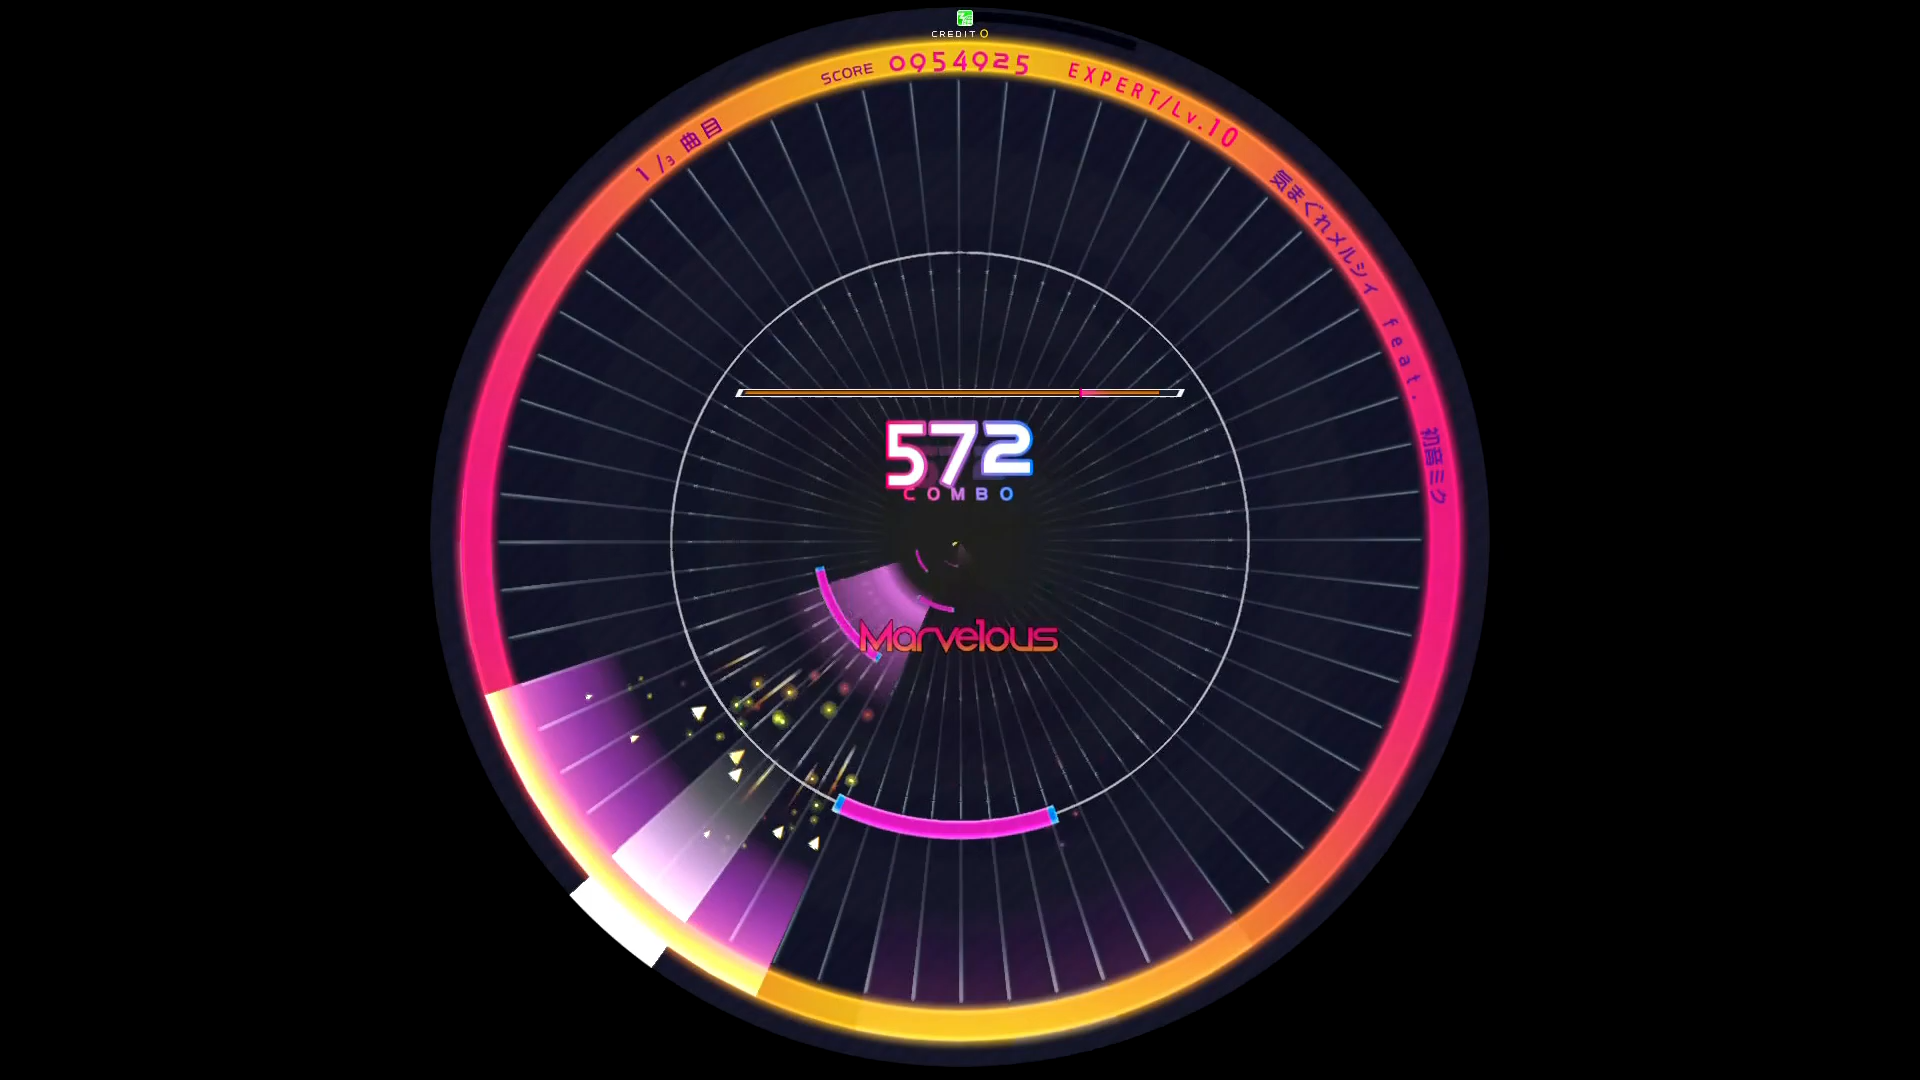 CREDIT 0
1/3 曲目
SCORE 0954925
EXPERT/Lv.10
気まぐれメルシィ feat. 初音ミク
572
COMBO
Marvelous